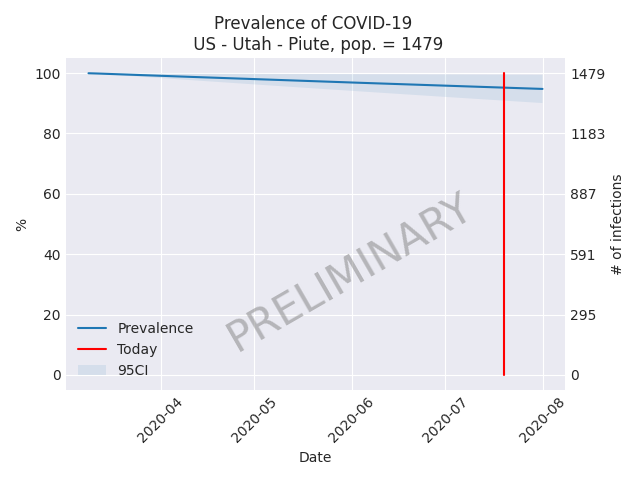 Prevalence of COVID-19
US - Utah - Piute, pop. = 1479
100
80
60
40
20
0
%
1479
1183
887
591
295
0
# of infections
PRELIMINARY
Prevalence
Today
95CI
2020-04
2020-05
2020-06
2020-07
2020-08
Date